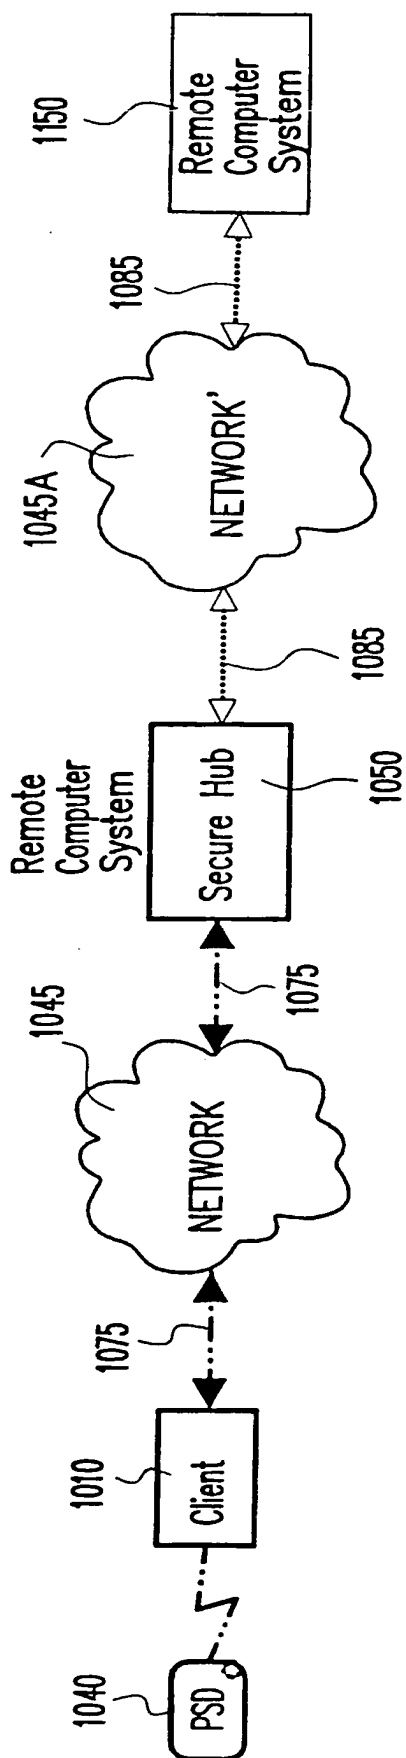 1040
PSD
1010
Client
1075
1045
NETWORK
1075
Remote
Computer
System
Secure Hub
1050
1085
1045A
NETWORK'
1085
1150
Remote
Computer
System